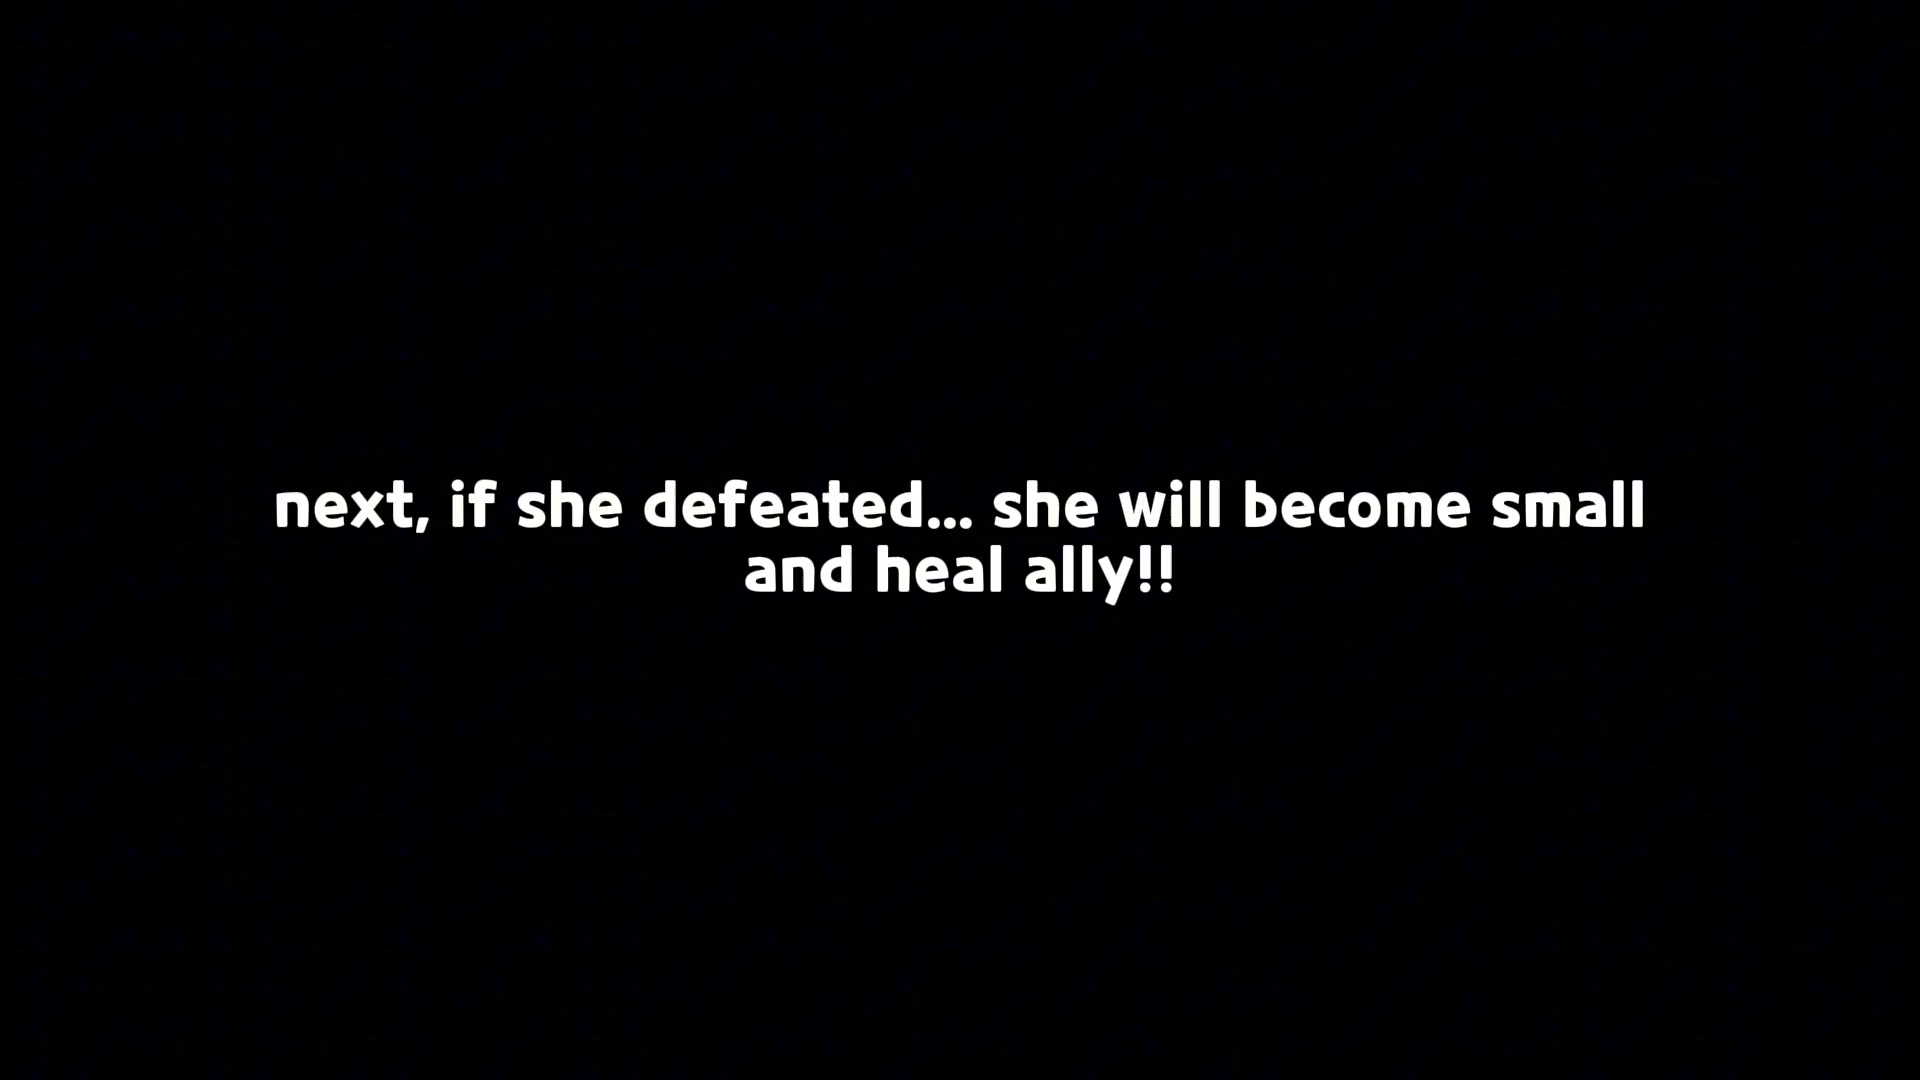 next, if she defeated... she will become small
and heal ally!!